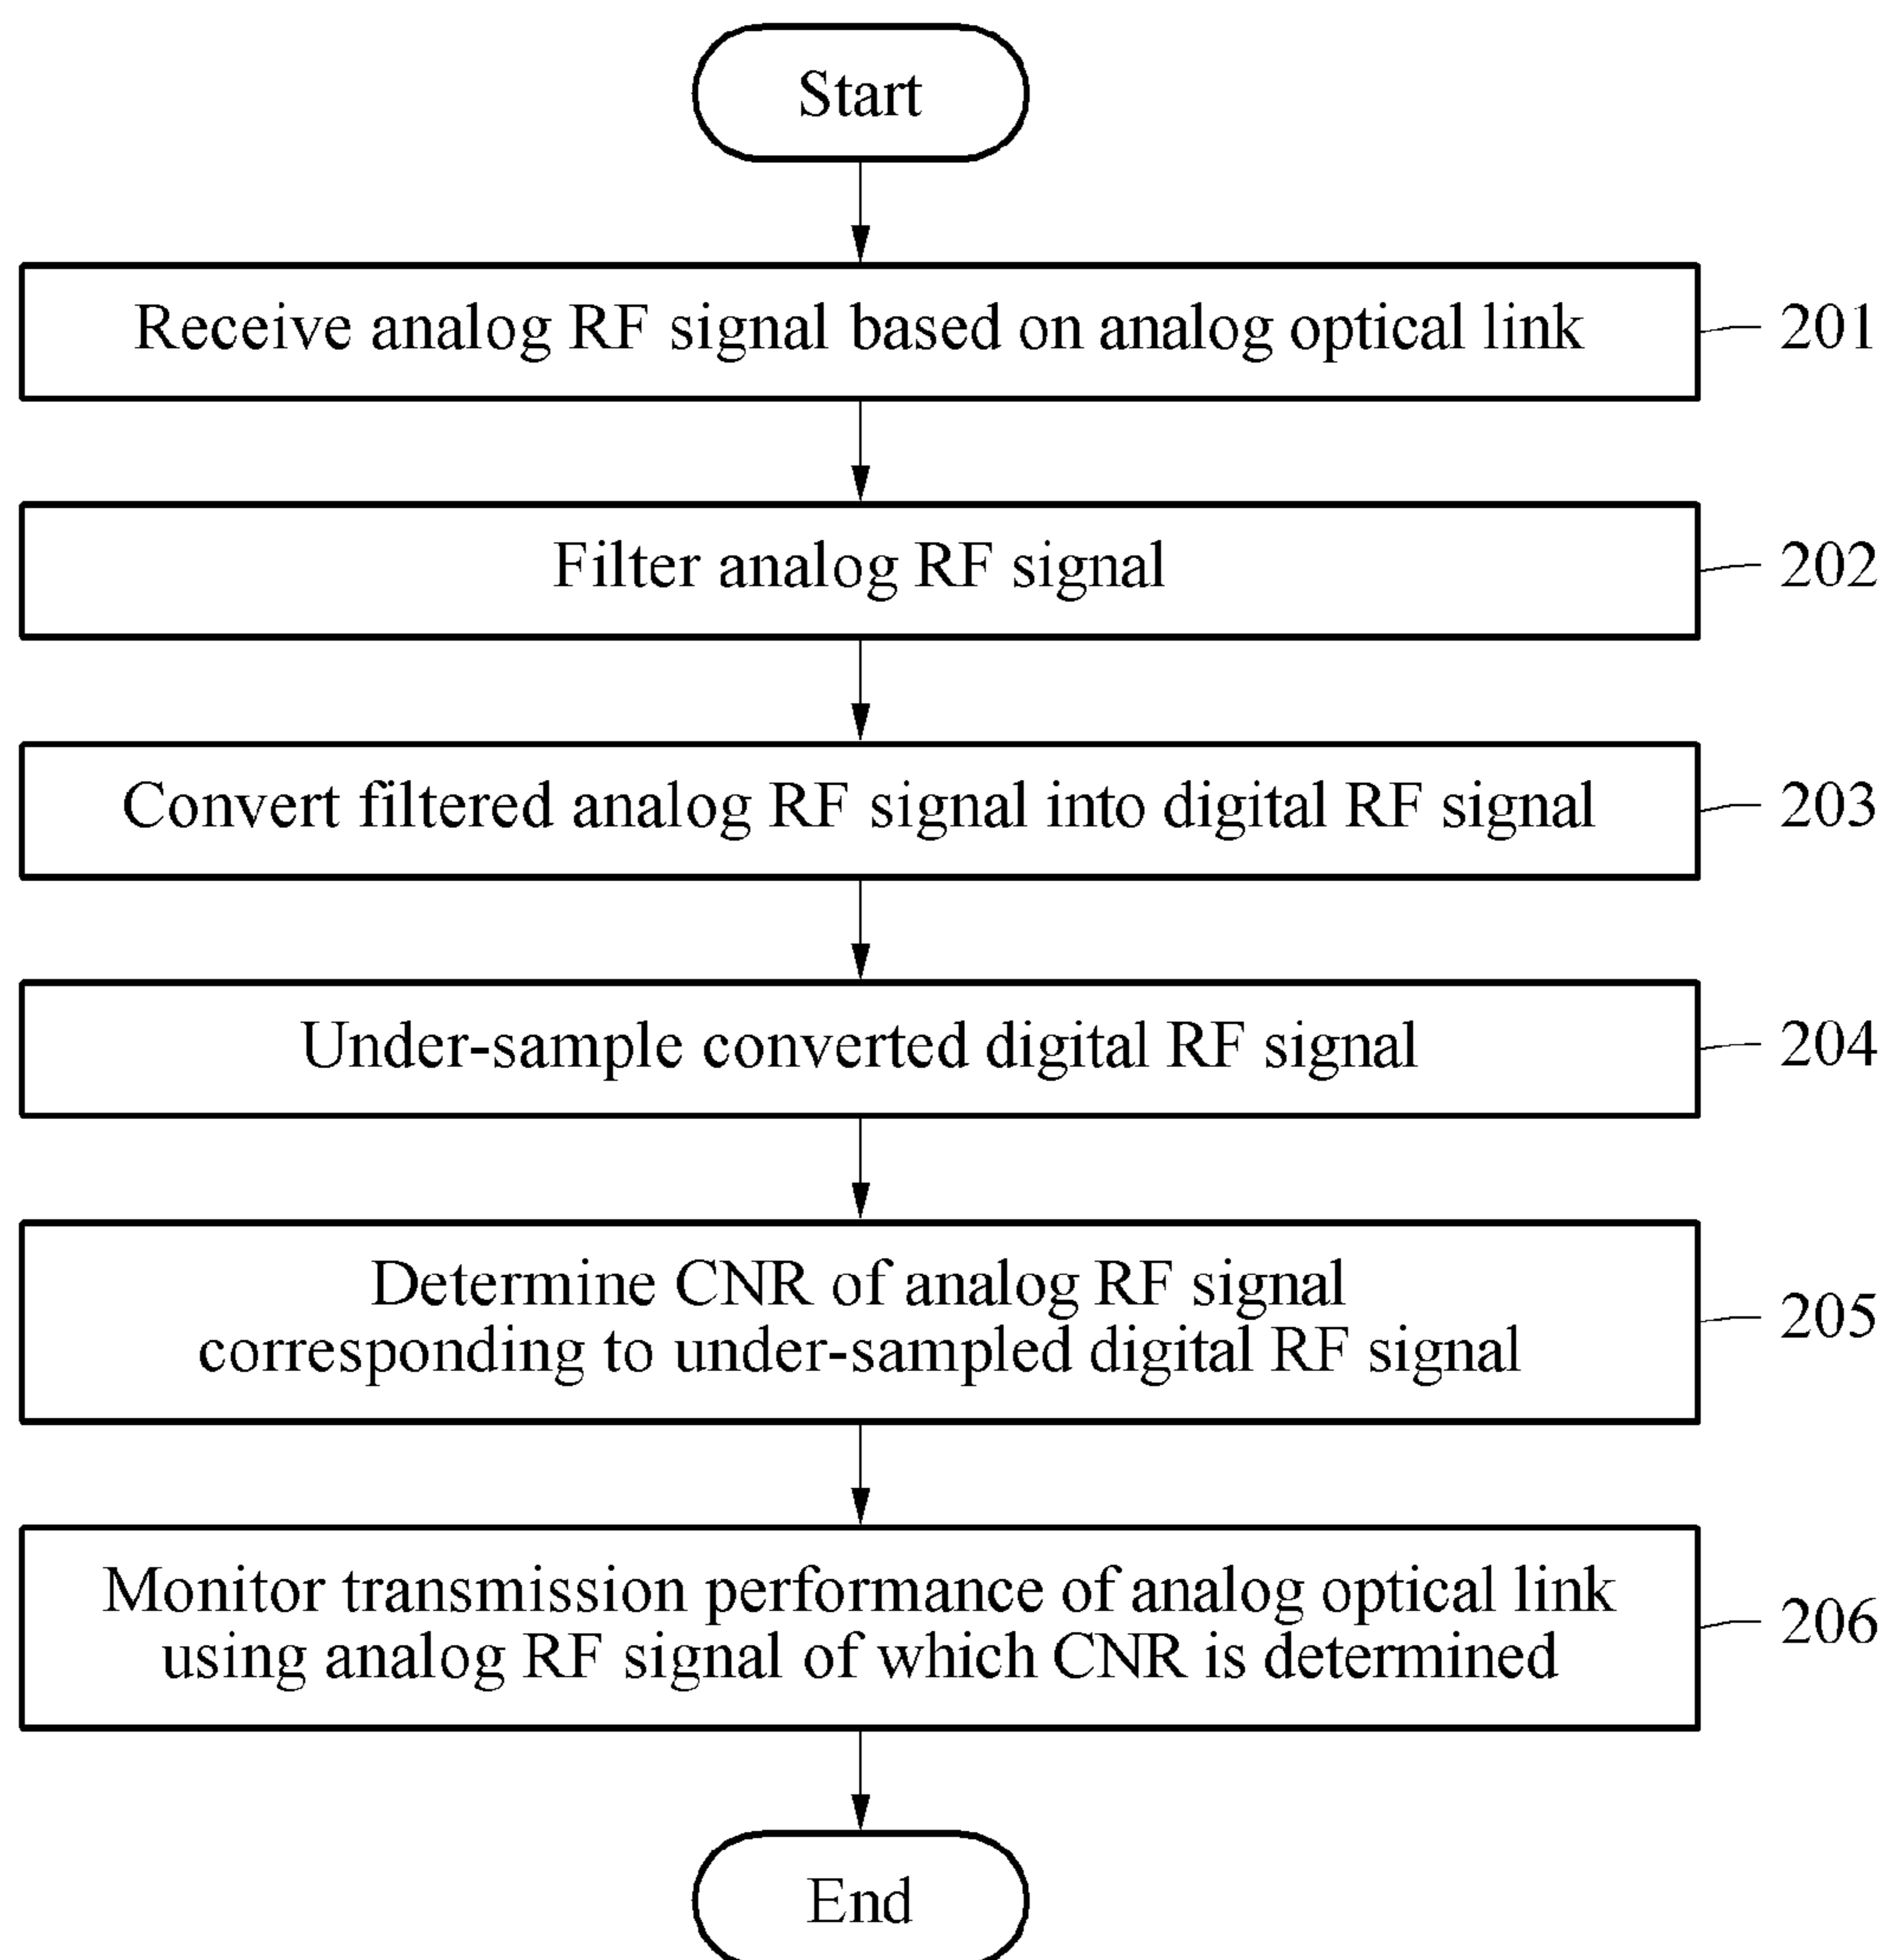 Start
Receive analog RF signal based on analog optical link
201
Filter analog RF signal
202
Convert filtered analog RF signal into digital RF signal
203
Under-sample converted digital RF signal
204
Determine CNR of analog RF signal
corresponding to under-sampled digital RF signal
205
Monitor transmission performance of analog optical link
using analog RF signal of which CNR is determined
206
End